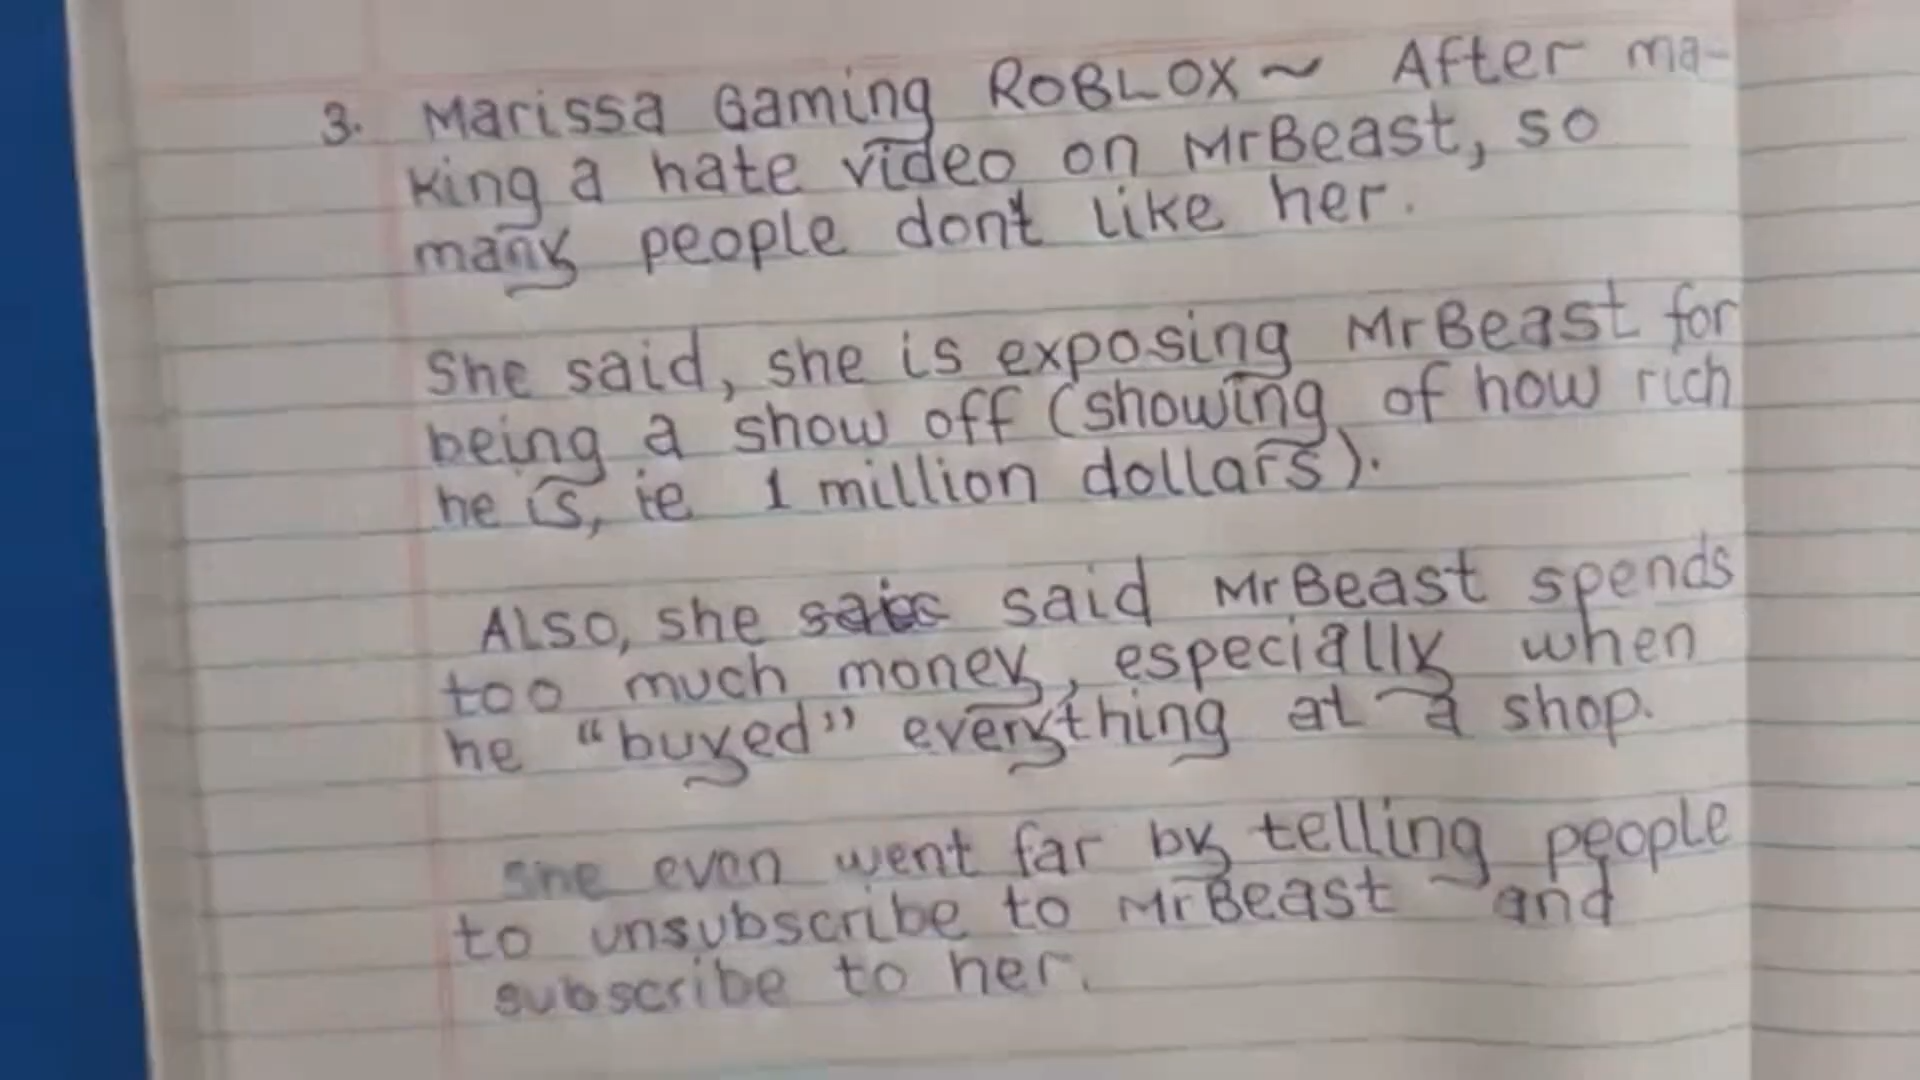 3. Marissa Gaming ROBLOX ~ After ma-
king a hate video on MrBeast, so
many people don't like her.
She said, she is exposing MrBeast for
being a show off (showing of how rich
he is, ie 1 million dollars).
ALSO, she said MrBeast spends
too much money, especially when
he "buyed" everything at a shop.
She even went far by telling people
to unsubscribe to MrBeast and
subscribe to her.